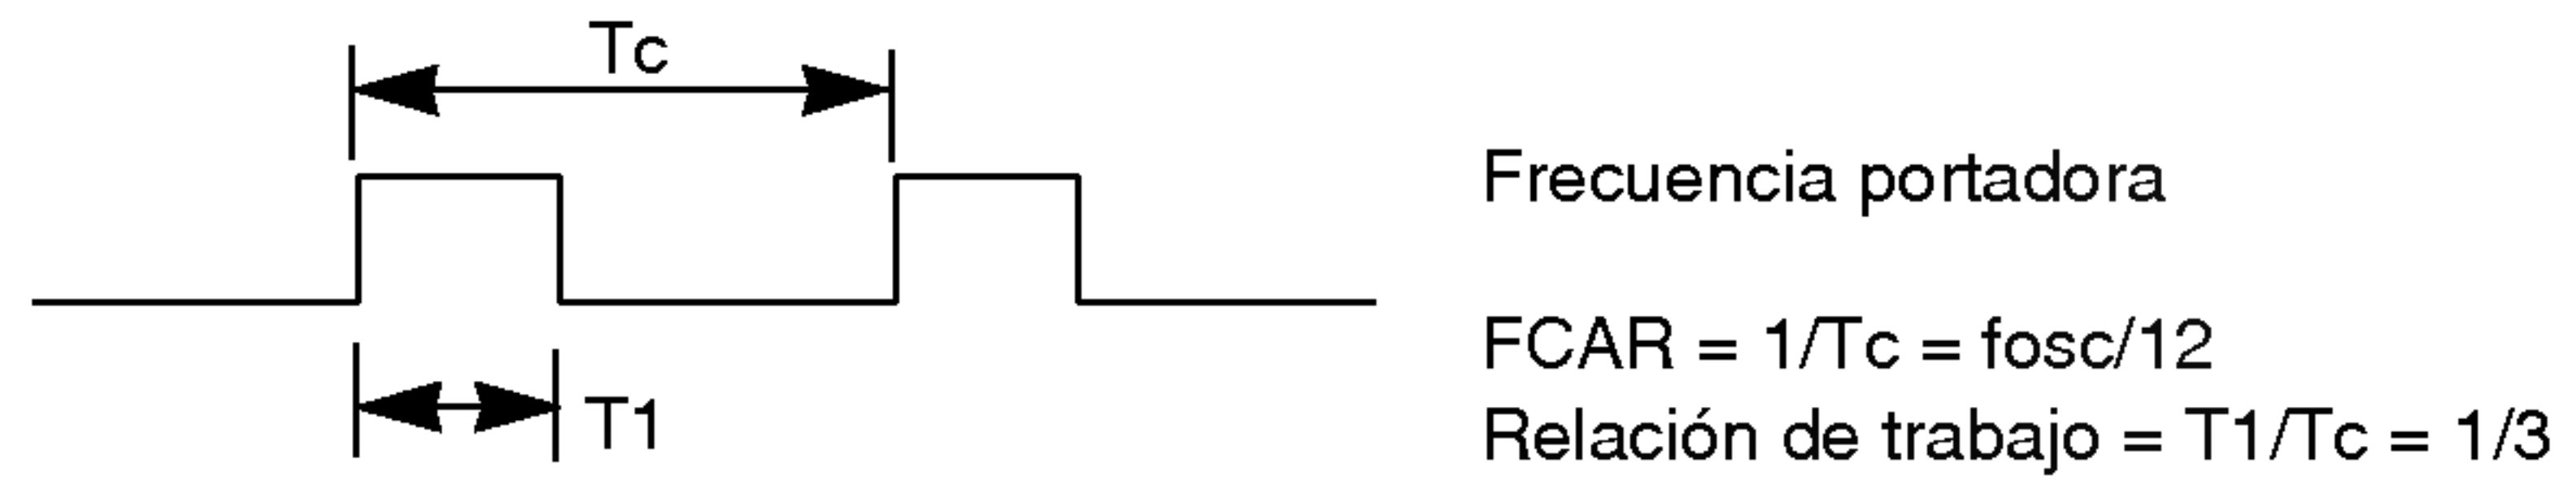 Tc
T1
Frecuencia portadora
FCAR = 1/Tc = fosc/12
Relación de trabajo = T1/Tc = 1/3